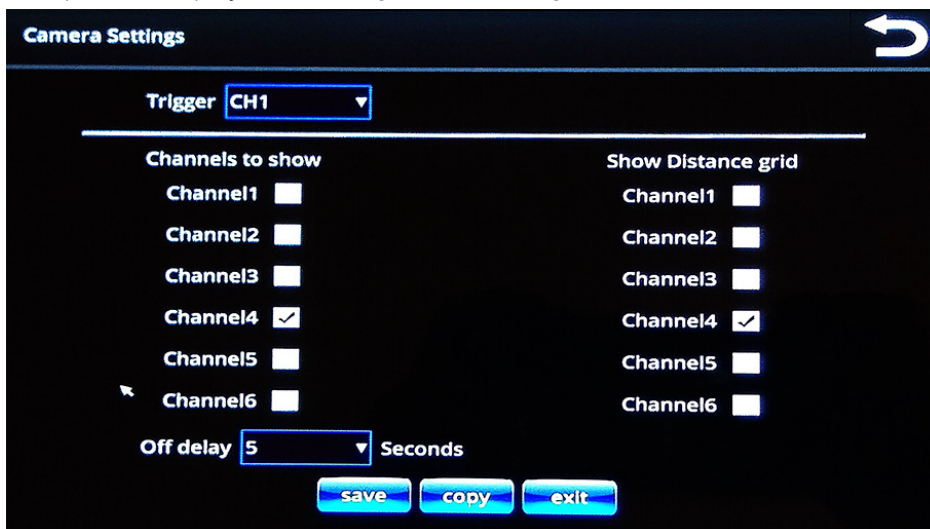 Camera Settings
Trigger CH1
Channels to show
Channel1
Channel2
Channel3
Channel4
Channel5
Channel6
Show Distance grid
Channel1
Channel2
Channel3
Channel4
Channel5
Channel6
Off delay 5 Seconds
save copy exit